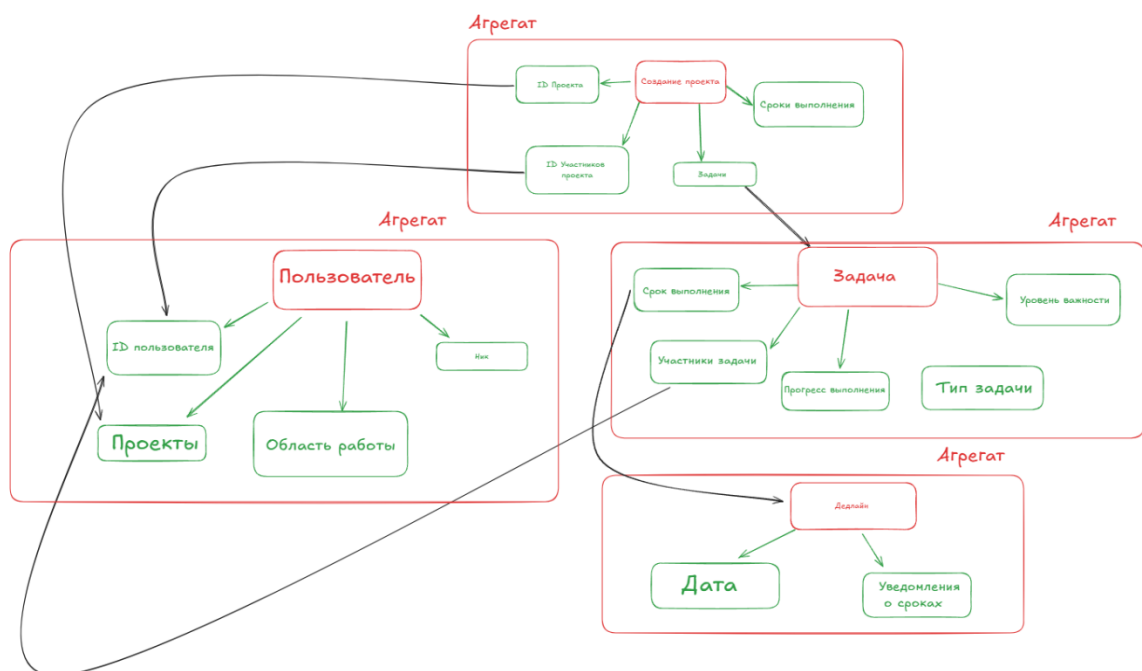 Агрегат
ID Проекта
Создание проекта
Сроки выполнения
ID Участников
проекта
Задачи
Агрегат
Пользователь
ID пользователя
Ник
Проекты
Область работы
Агрегат
Задача
Срок выполнения
Уровень важности
Участники задачи
Прогресс выполнения
Тип задачи
Агрегат
Дедлайн
Дата
Уведомления
о сроках